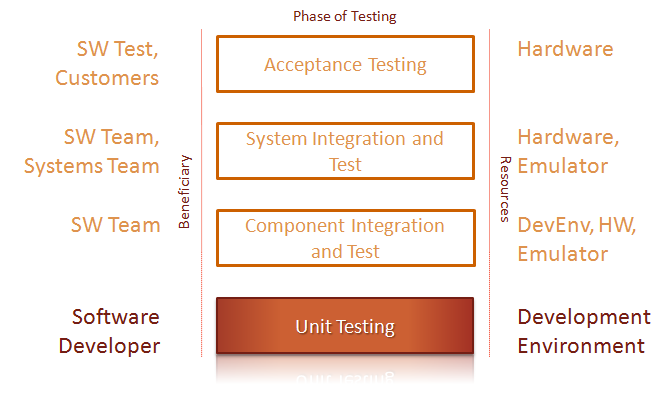 Phase of Testing
SW Test,
Customers
Acceptance Testing
Hardware
SW Team,
Systems Team
System Integration and
Test
Hardware,
Emulator
Beneficiary
Resources
SW Team
Component Integration
and Test
DevEnv, HW,
Emulator
Software
Developer
Unit Testing
Development
Environment